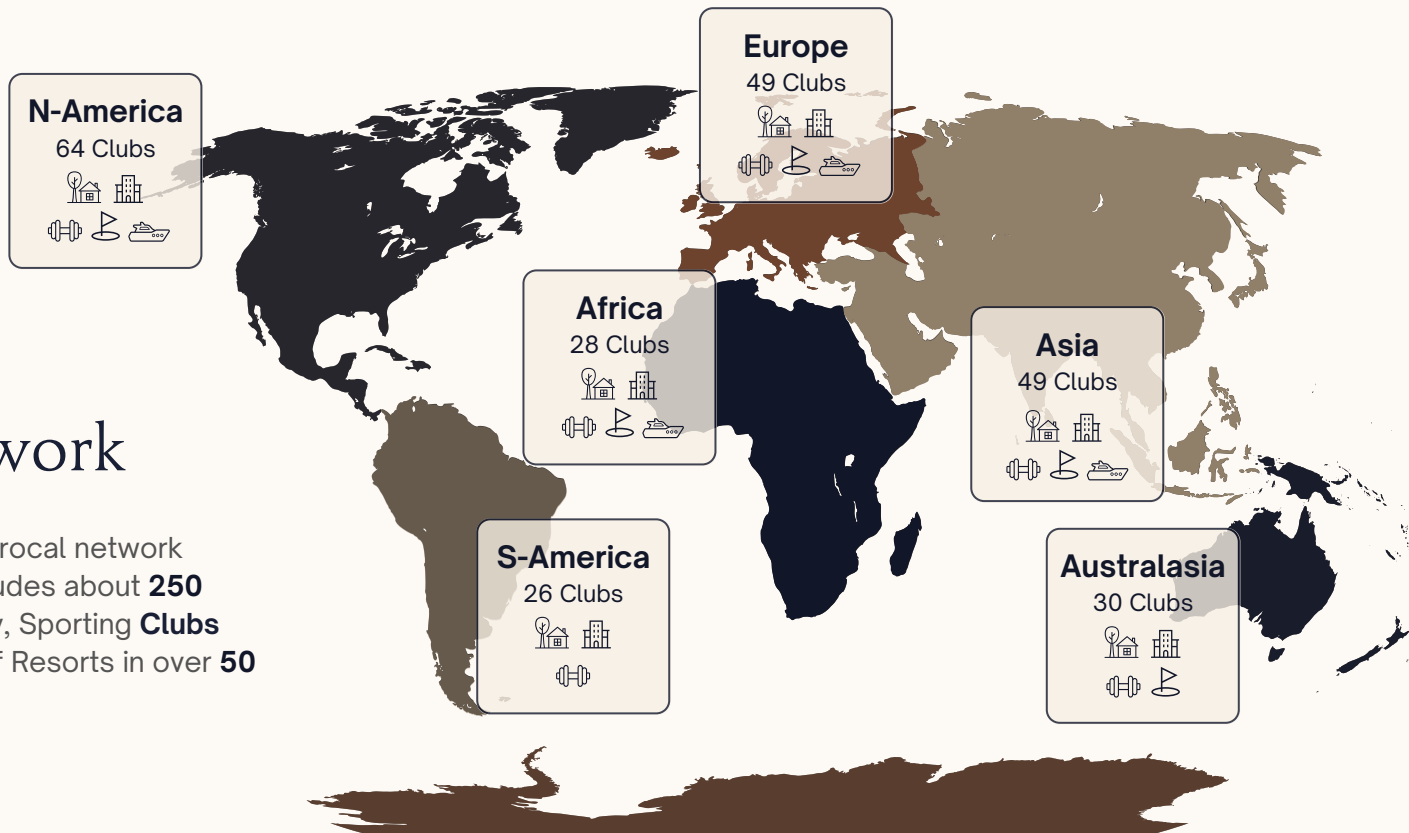 Europe
49 Clubs
N-America
64 Clubs
Africa
28 Clubs
Asia
49 Clubs
work
rocal network
udes about 250
, Sporting Clubs
f Resorts in over 50
S-America
26 Clubs
Australasia
30 Clubs